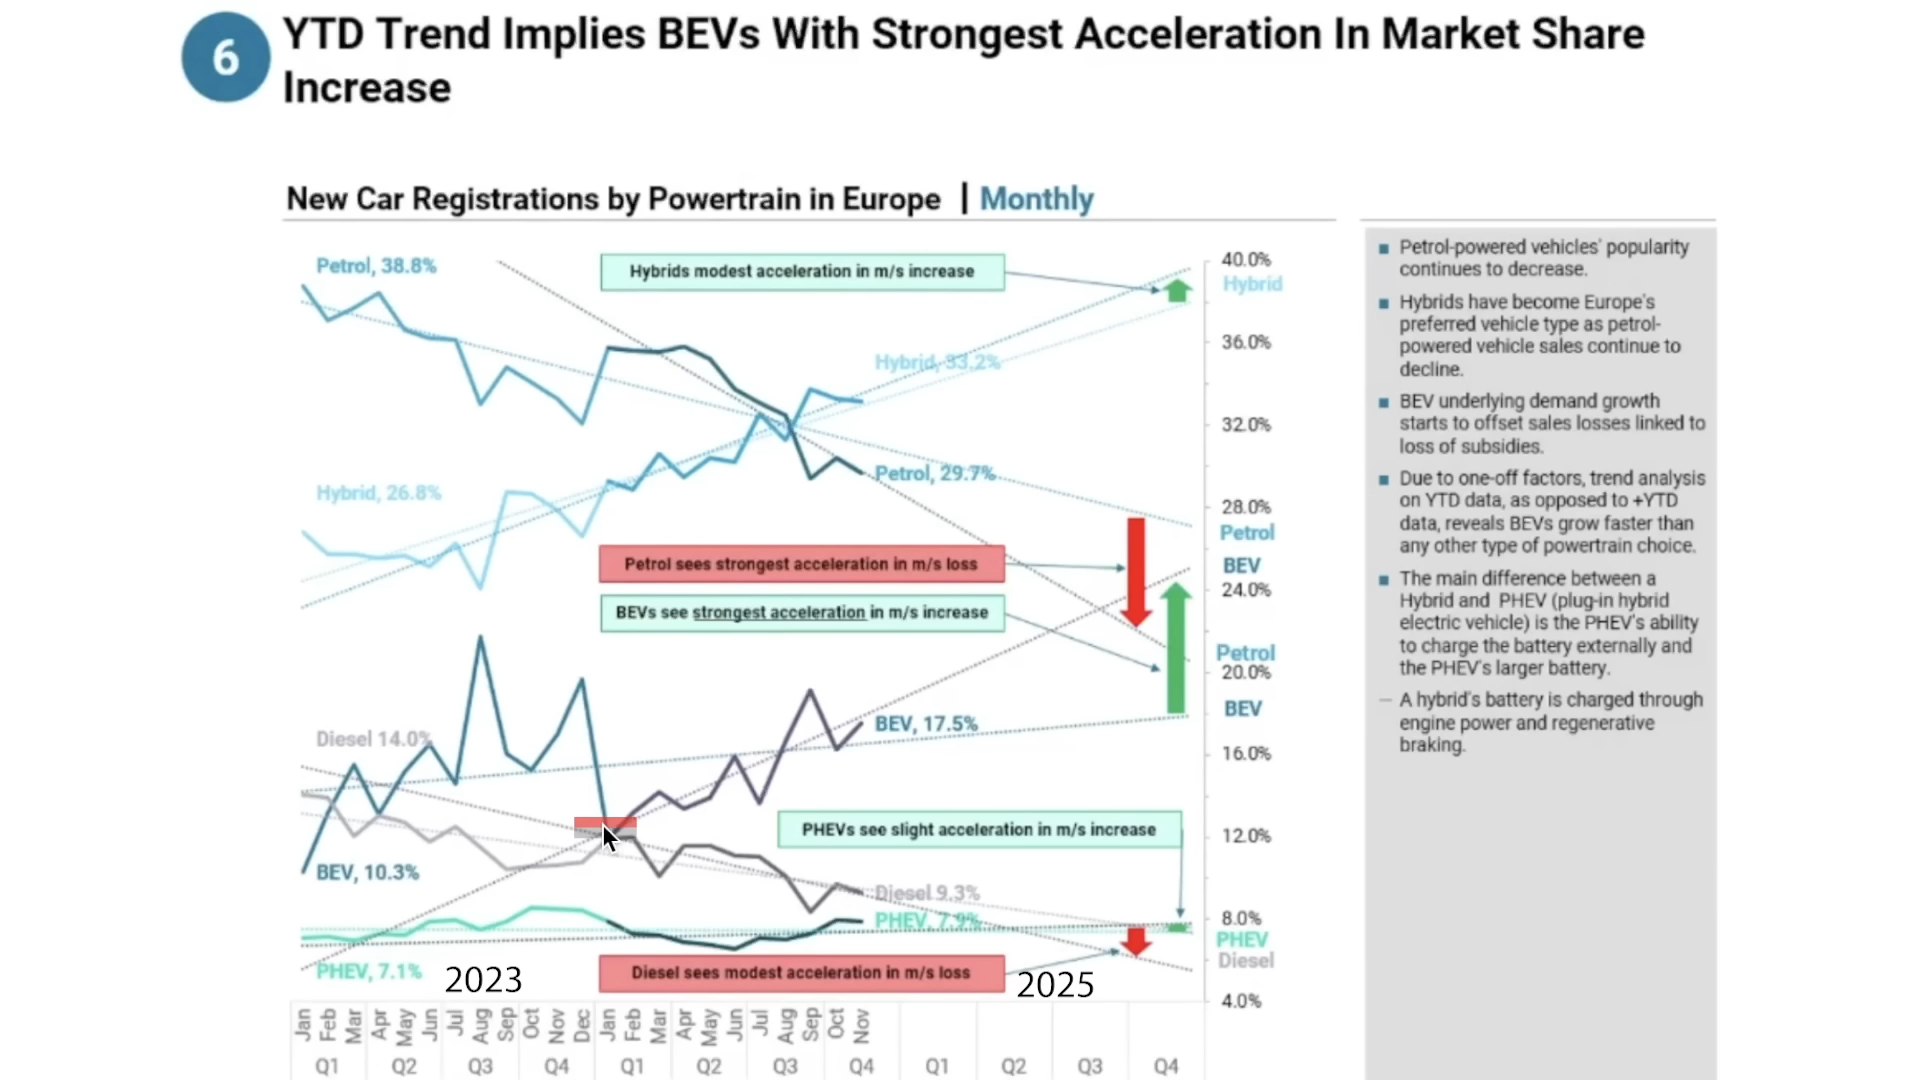 6
YTD Trend Implies BEVs With Strongest Acceleration In Market Share
Increase
New Car Registrations by Powertrain in Europe | Monthly
Petrol, 38.8%
Hybrids modest acceleration in m/s increase
40.0%
Hybrid
36.0%
Hybrid, 33.2%
32.0%
Petrol, 29.7%
Hybrid, 26.8%
28.0%
Petrol
Petrol sees strongest acceleration in m/s loss
BEV
24.0%
BEVs see strongest acceleration in m/s increase
Petrol
20.0%
BEV
BEV, 17.5%
Diesel 14.0%
16.0%
PHEVs see slight acceleration in m/s increase
12.0%
BEV, 10.3%
Diesel 9.3%
PHEV, 7.9%
8.0%
PHEV
Diesel
PHEV, 7.1%
2023
Diesel sees modest acceleration in m/s loss
2025
4.0%
Jan Feb Mar Apr May Jun Jul Aug Sep Oct Nov Dec Jan Feb Mar Apr May Jun Jul Aug Sep Oct Nov
Q1 Q2 Q3 Q4 Q1 Q2 Q3 Q4 Q1 Q2 Q3 Q4
Petrol-powered vehicles' popularity
continues to decrease.
Hybrids have become Europe's
preferred vehicle type as petrol-
powered vehicle sales continue to
decline.
BEV underlying demand growth
starts to offset sales losses linked to
loss of subsidies.
Due to one-off factors, trend analysis
on YTD data, as opposed to +YTD
data, reveals BEVs grow faster than
any other type of powertrain choice.
The main difference between a
Hybrid and PHEV (plug-in hybrid
electric vehicle) is the PHEV's ability
to charge the battery externally and
the PHEV's larger battery.
— A hybrid's battery is charged through
engine power and regenerative
braking.